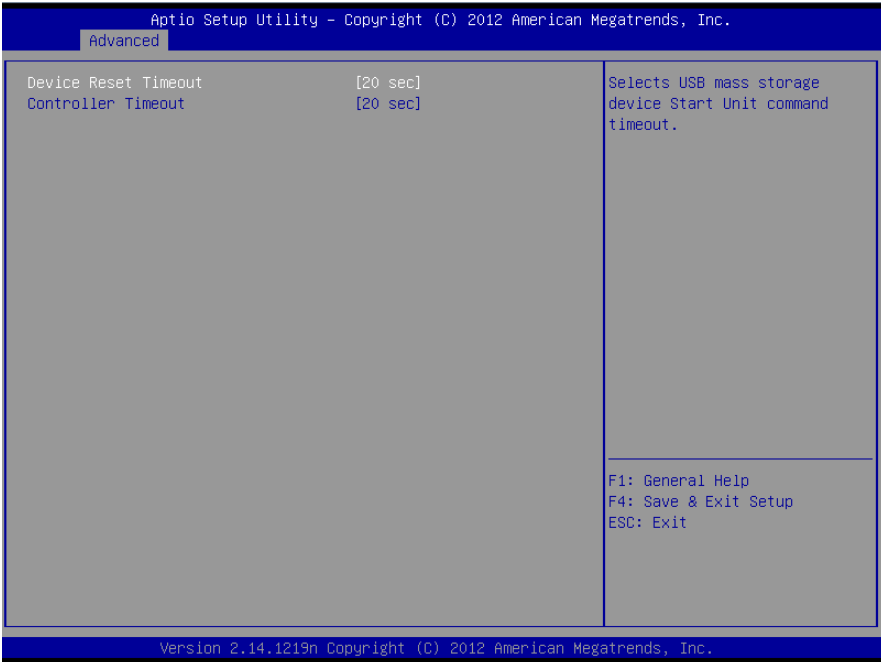 Aptio Setup Utility – Copyright (C) 2012 American Megatrends, Inc.
Advanced
Device Reset Timeout [20 sec]
Controller Timeout [20 sec]
Selects USB mass storage
device Start Unit command
timeout.
F1: General Help
F4: Save & Exit Setup
ESC: Exit
Version 2.14.1219n Copyright (C) 2012 American Megatrends, Inc.